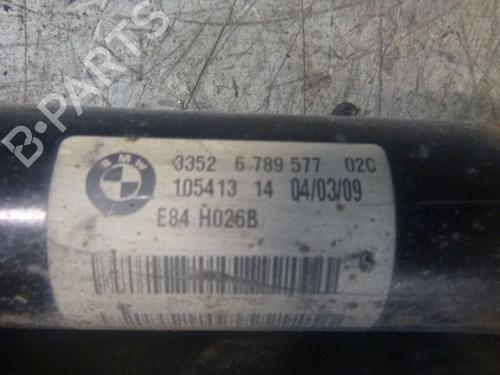 B-PARTS
BMW
3352 6 789 577 02C
105413 14 04/03/09
E84 H026B